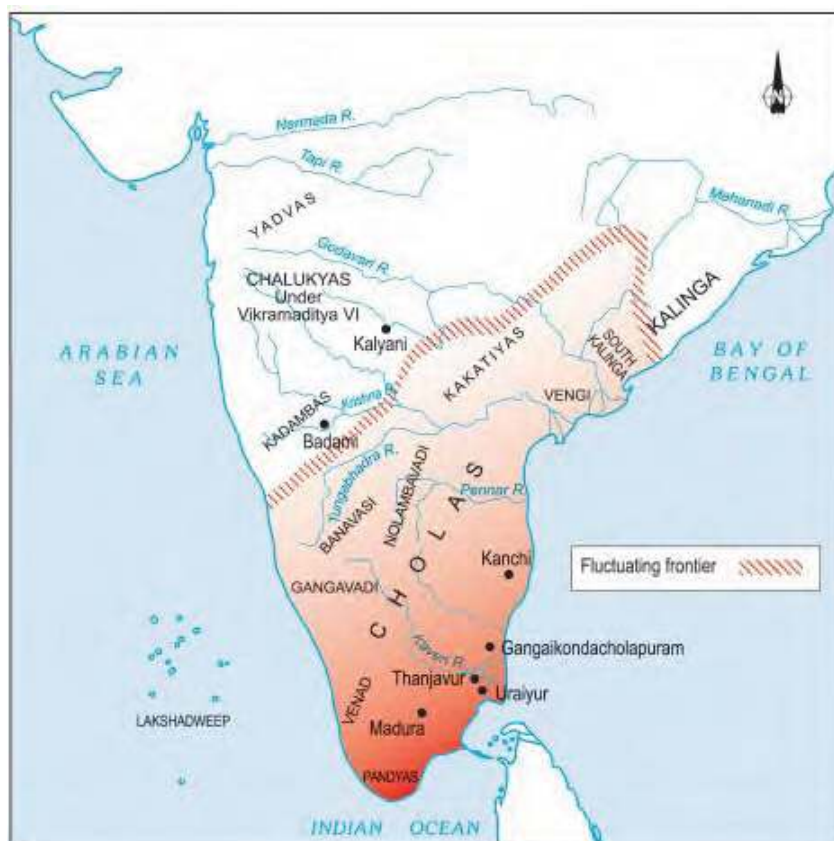 N
Narmada R.
Tapi R.
Mahanadi R.
YADVAS
Godavari R.
CHALUKYAS
Under
Vikramaditya VI
KALINGA
Kalyani
SOUTH
KALINGA
ARABIAN
SEA
BAY OF
BENGAL
KAKATIYAS
VENGI
KADAMBAS
Krishna R.
Badami
Tungabhadra R.
NOLAMBAVADI
Pennar R.
BANAVASI
CHOLAS
Kanchi
Fluctuating frontier
GANGAVADI
Kaveri R.
Gangaikondacholapuram
Thanjavur
Uraiyur
VENAD
Madura
LAKSHADWEEP
PANDYAS
INDIAN OCEAN